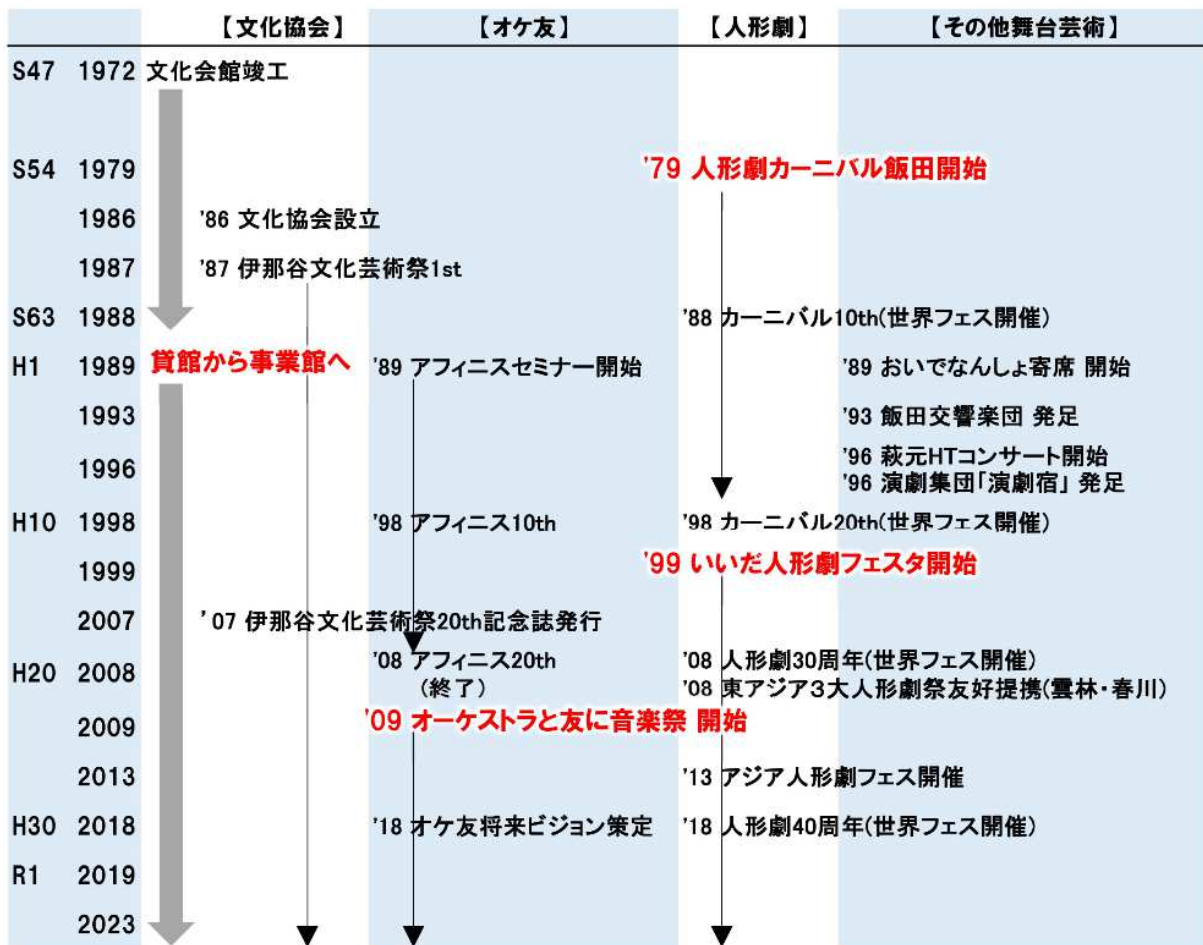 【文化協会】 【オケ友】 【人形劇】 【その他舞台芸術】
S47 1972 文化会館竣工
S54 1979 '79 人形劇カーニバル飯田開始
1986 '86 文化協会設立
1987 '87 伊那谷文化芸術祭1st
S63 1988 '88 カーニバル10th(世界フェス開催)
H1 1989 貸館から事業館へ '89 アフィニスセミナー開始 '89 おいでなんしょ寄席 開始
1993 '93 飯田交響楽団 発足
1996 '96 萩元HTコンサート開始
'96 演劇集団「演劇宿」 発足
H10 1998 '98 アフィニス10th '98 カーニバル20th(世界フェス開催)
1999 '99 いいだ人形劇フェスタ開始
2007 '07 伊那谷文化芸術祭20th記念誌発行
H20 2008 '08 アフィニス20th '08 人形劇30周年(世界フェス開催)
(終了) '08 東アジア3大人形劇祭友好提携(雲林・春川)
2009 '09 オーケストラと友に音楽祭 開始
2013 '13 アジア人形劇フェス開催
H30 2018 '18 オケ友将来ビジョン策定 '18 人形劇40周年(世界フェス開催)
R1 2019
2023